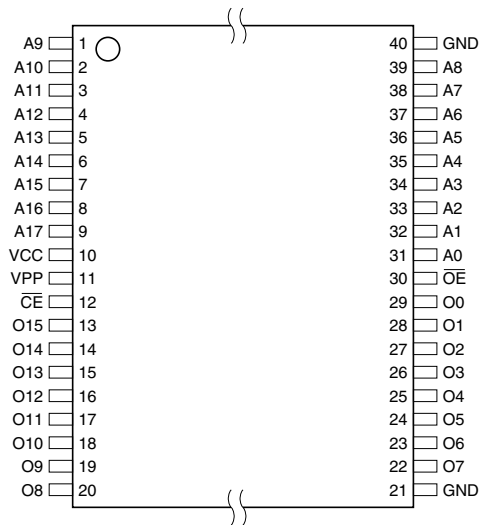 A9 1 40 GND
A10 2 39 A8
A11 3 38 A7
A12 4 37 A6
A13 5 36 A5
A14 6 35 A4
A15 7 34 A3
A16 8 33 A2
A17 9 32 A1
VCC 10 31 A0
VPP 11 30 O̅E̅
C̅E̅ 12 29 O0
O15 13 28 O1
O14 14 27 O2
O13 15 26 O3
O12 16 25 O4
O11 17 24 O5
O10 18 23 O6
O9 19 22 O7
O8 20 21 GND